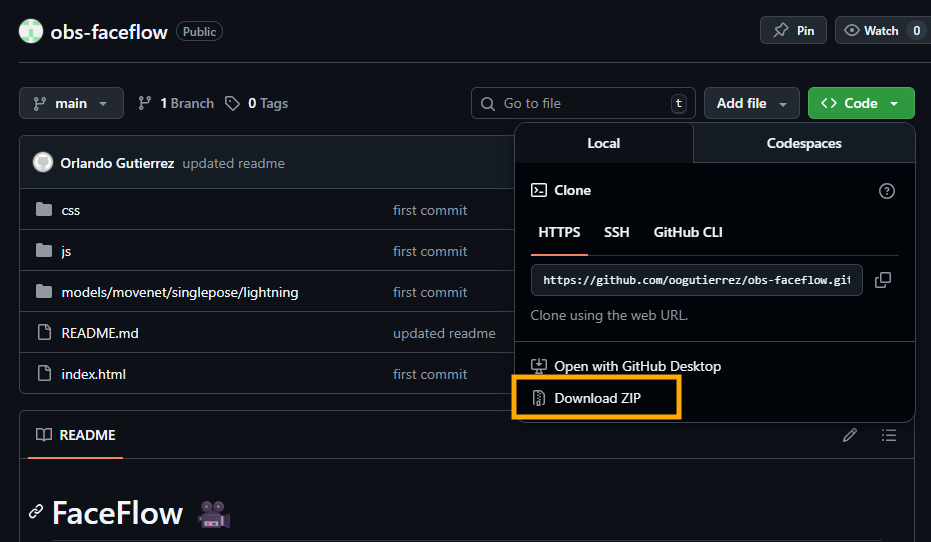 obs-faceflow Public Pin Watch 0
main 1 Branch 0 Tags Go to file t Add file Code
Local Codespaces
Orlando Gutierrez updated readme
Clone
css first commit
HTTPS SSH GitHub CLI
js first commit
https://github.com/oogutierrez/obs-faceflow.git
models/movenet/singlepose/lightning first commit
Clone using the web URL.
README.md updated readme
Open with GitHub Desktop
index.html first commit
Download ZIP
README
FaceFlow